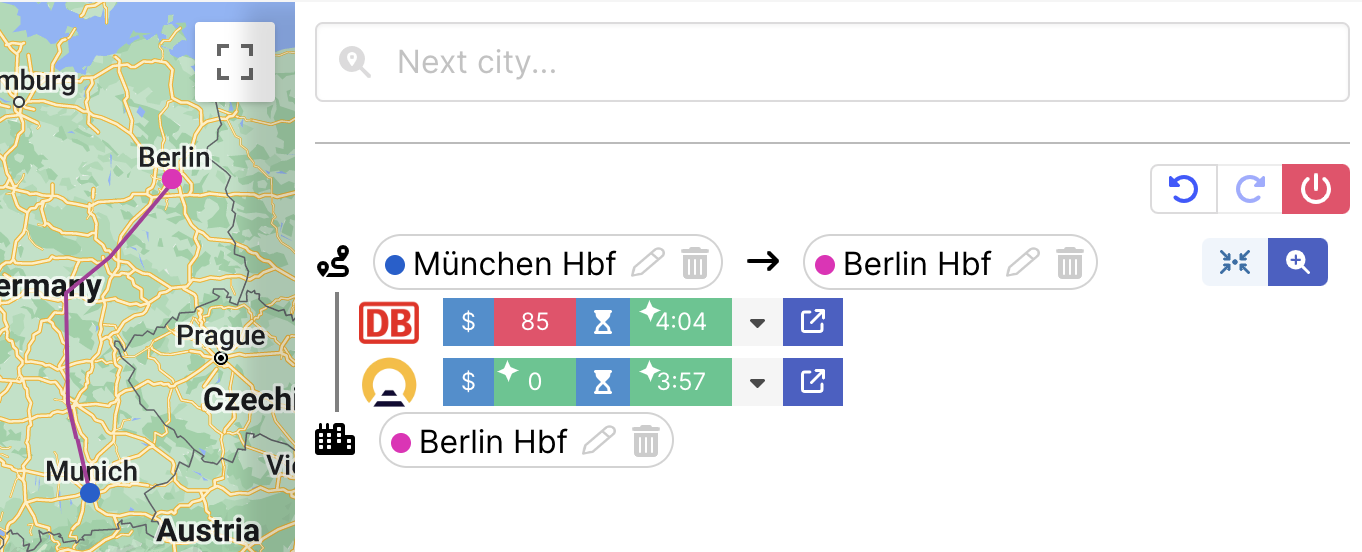 mburg
Berlin
ermany
Prague
Czechi
Munich
Vie
Austria
Next city...
München Hbf → Berlin Hbf
DB $ 85 4:04
$ 0 3:57
Berlin Hbf